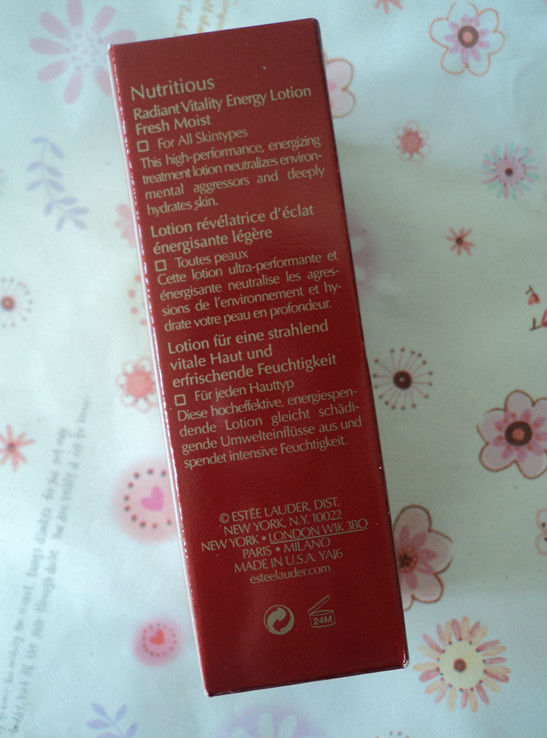 Nutritious
Radiant Vitality Energy Lotion
Fresh Moist
For All Skintypes
This high-performance, energizing
treatment lotion neutralizes environ-
mental aggressors and deeply
hydrates skin.
Lotion révélatrice d'éclat
énergisante légère
Toutes peaux
Cette lotion ultra-performante et
énergisante neutralise les agres-
sions de l'environnement et hy-
drate votre peau en profondeur.
Lotion für eine strahlend
vitale Haut und
erfrischende Feuchtigkeit
Für jeden Hauttyp
Diese hocheffektive, energiespen-
dende Lotion gleicht schädi-
gende Umwelteinflüsse aus und
spendet intensive Feuchtigkeit.
© ESTÉE LAUDER, DIST.
NEW YORK, N.Y. 10022
NEW YORK • LONDON W1K 3BQ
PARIS • MILANO
MADE IN U.S.A. YAJ6
esteelauder.com
24M